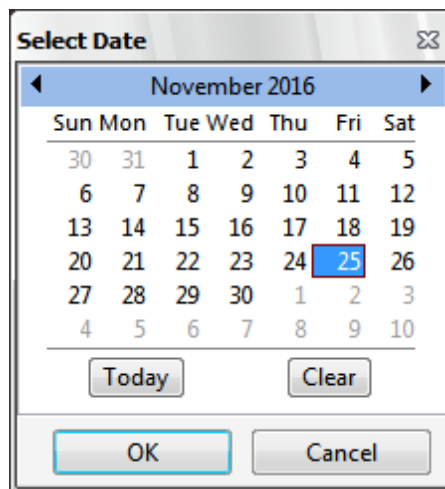 Select Date
November 2016
Sun Mon Tue Wed Thu Fri Sat
30 31 1 2 3 4 5
6 7 8 9 10 11 12
13 14 15 16 17 18 19
20 21 22 23 24 25 26
27 28 29 30 1 2 3
4 5 6 7 8 9 10
Today Clear
OK Cancel